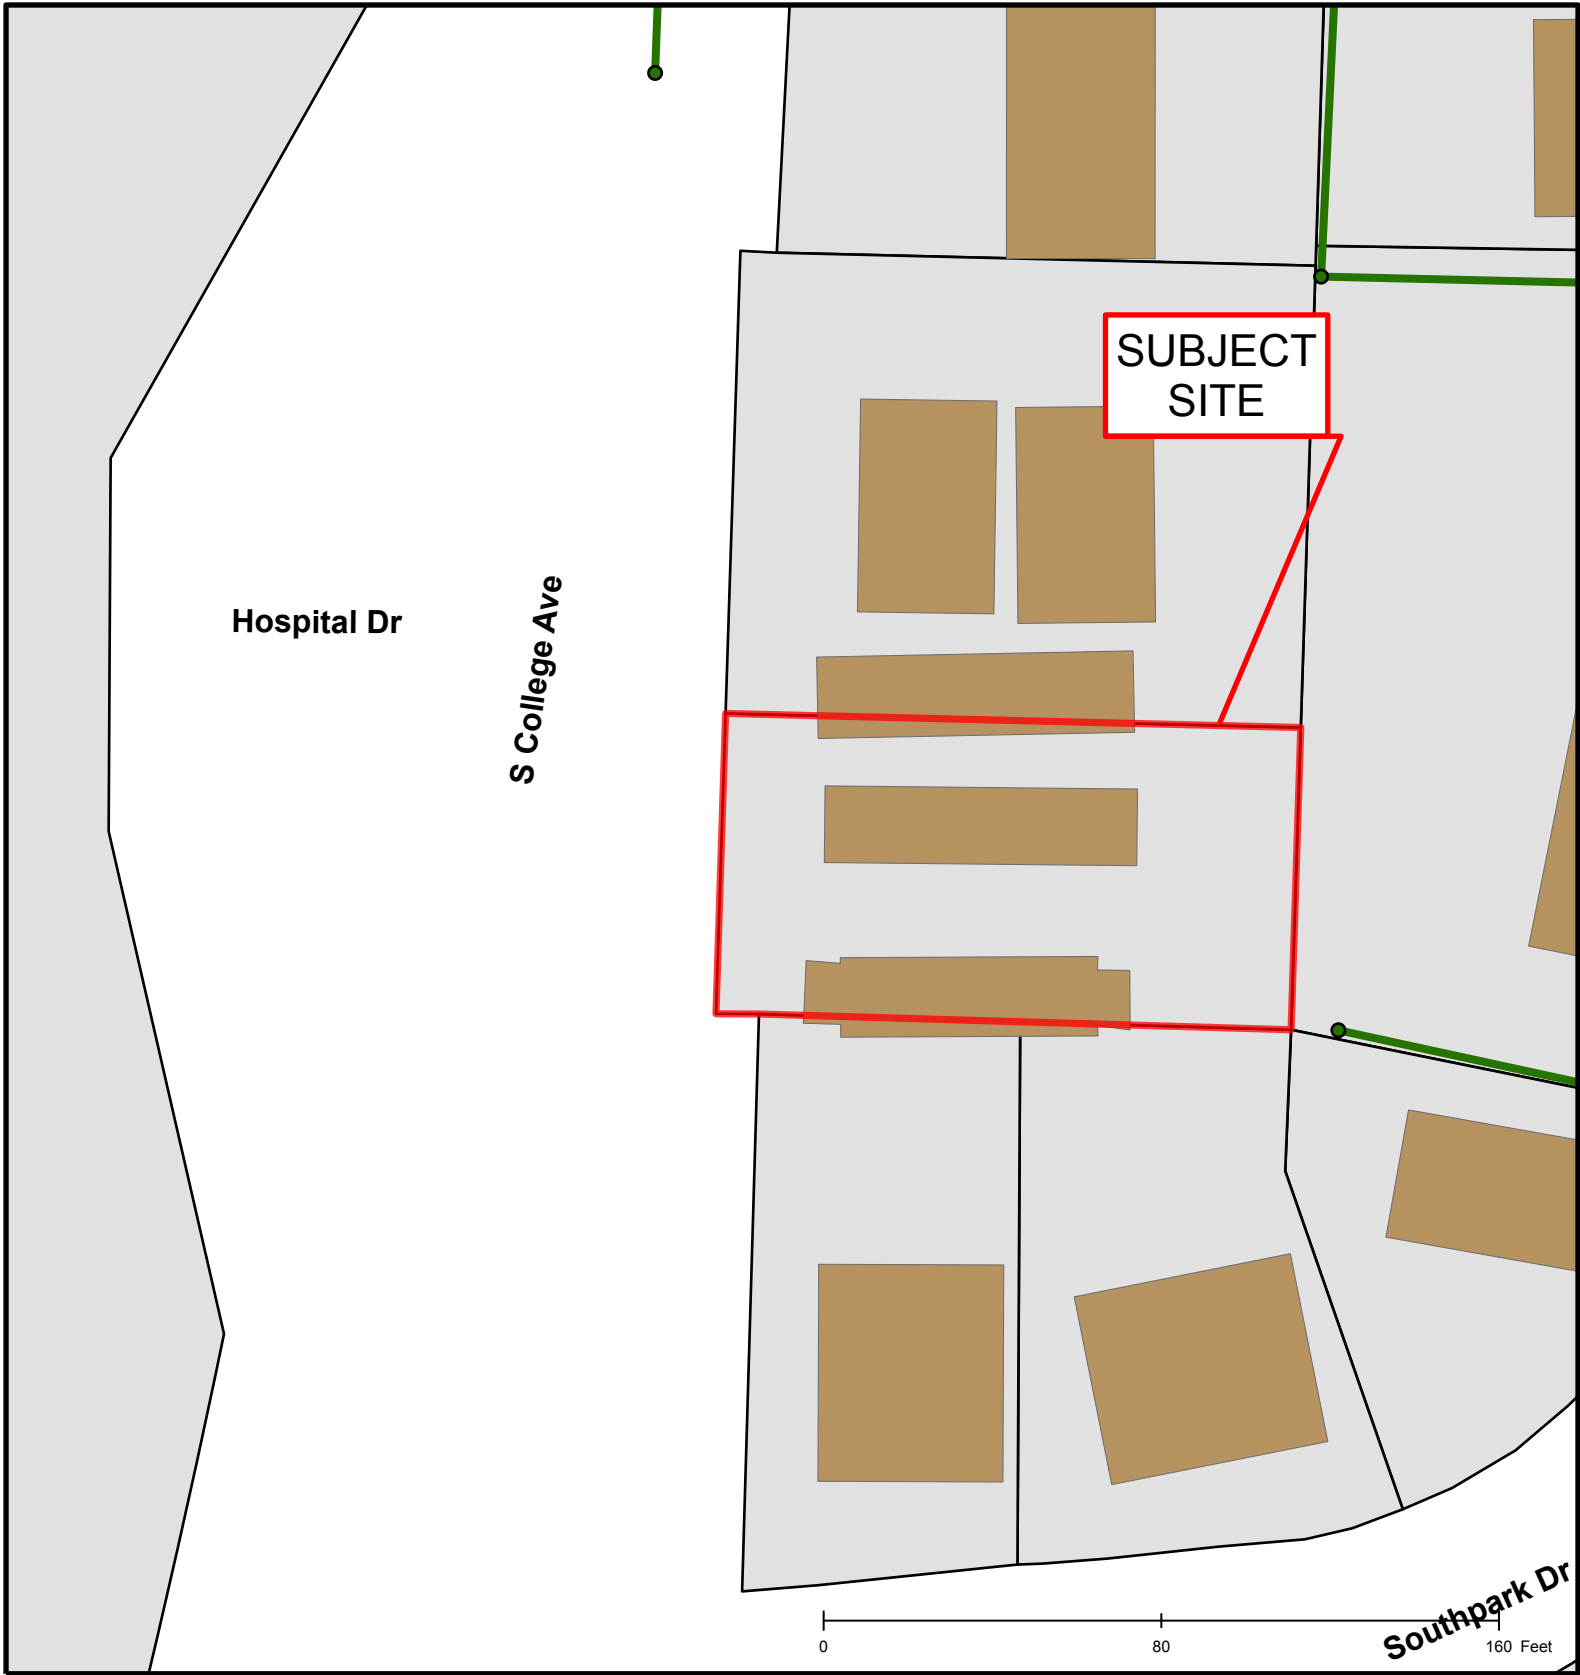 SUBJECT
SITE
Hospital Dr
S College Ave
Southpark Dr
0 80 160 Feet